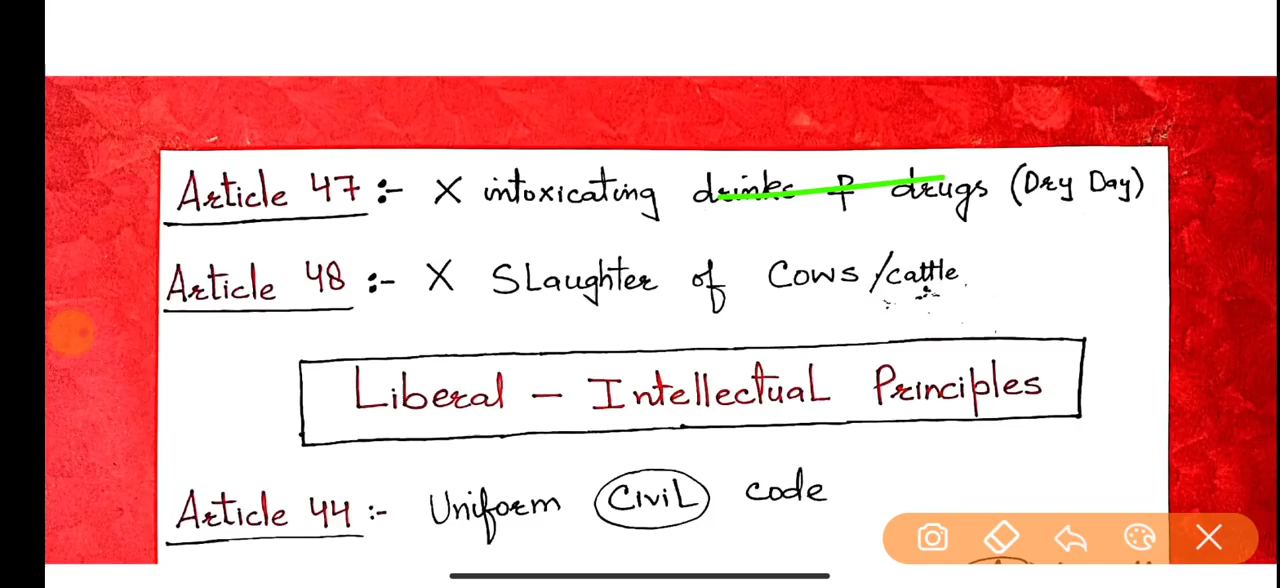 Article 47 :- X intoxicating drinks & drugs (Dry Day)
Article 48 :- X Slaughter of Cows/cattle.
Liberal - Intellectual Principles
Article 44 :- Uniform Civil code